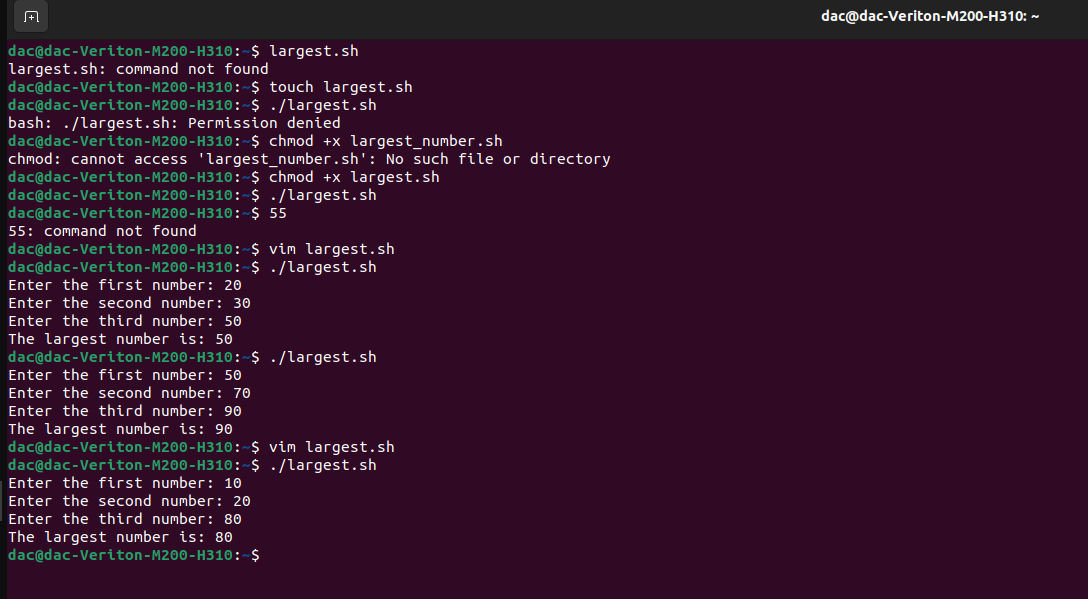 dac@dac-Veriton-M200-H310: ~
dac@dac-Veriton-M200-H310:~$ largest.sh
largest.sh: command not found
dac@dac-Veriton-M200-H310:~$ touch largest.sh
dac@dac-Veriton-M200-H310:~$ ./largest.sh
bash: ./largest.sh: Permission denied
dac@dac-Veriton-M200-H310:~$ chmod +x largest_number.sh
chmod: cannot access 'largest_number.sh': No such file or directory
dac@dac-Veriton-M200-H310:~$ chmod +x largest.sh
dac@dac-Veriton-M200-H310:~$ ./largest.sh
dac@dac-Veriton-M200-H310:~$ 55
55: command not found
dac@dac-Veriton-M200-H310:~$ vim largest.sh
dac@dac-Veriton-M200-H310:~$ ./largest.sh
Enter the first number: 20
Enter the second number: 30
Enter the third number: 50
The largest number is: 50
dac@dac-Veriton-M200-H310:~$ ./largest.sh
Enter the first number: 50
Enter the second number: 70
Enter the third number: 90
The largest number is: 90
dac@dac-Veriton-M200-H310:~$ vim largest.sh
dac@dac-Veriton-M200-H310:~$ ./largest.sh
Enter the first number: 10
Enter the second number: 20
Enter the third number: 80
The largest number is: 80
dac@dac-Veriton-M200-H310:~$